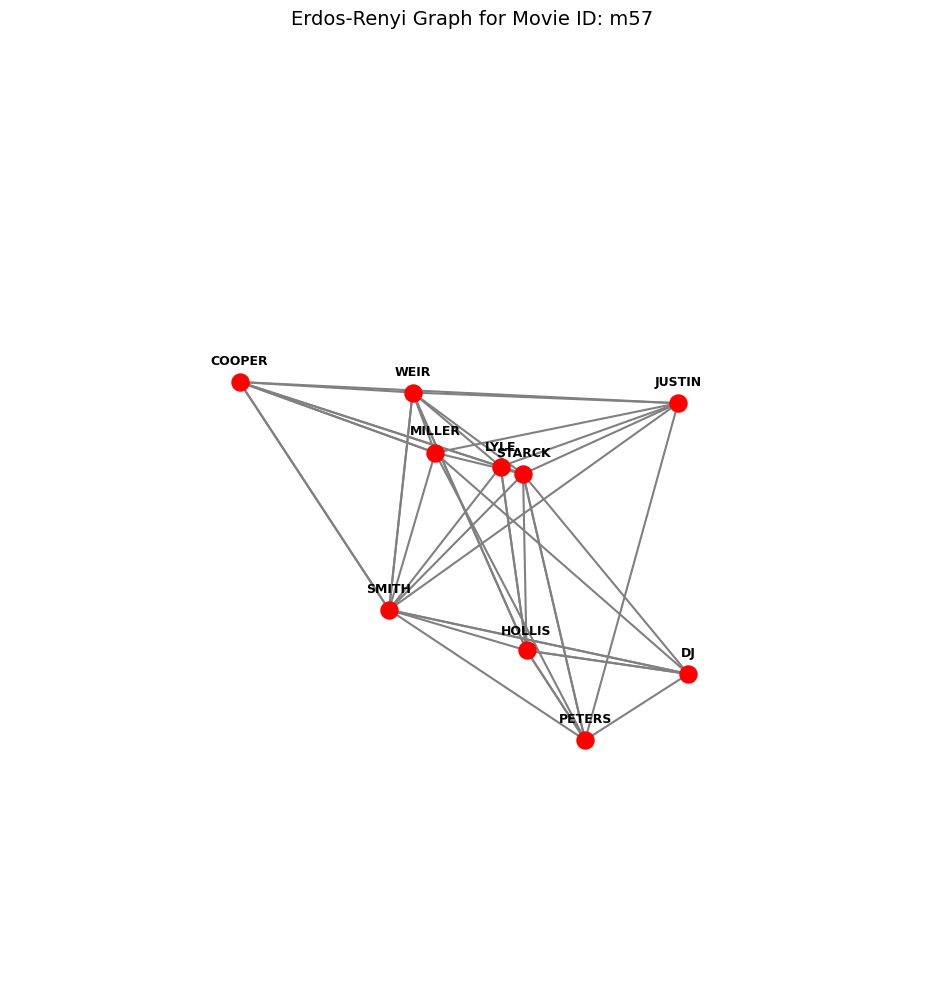 Erdos-Renyi Graph for Movie ID: m57
COOPER
WEIR
JUSTIN
MILLER
LYLE
STARCK
SMITH
HOLLIS
DJ
PETERS